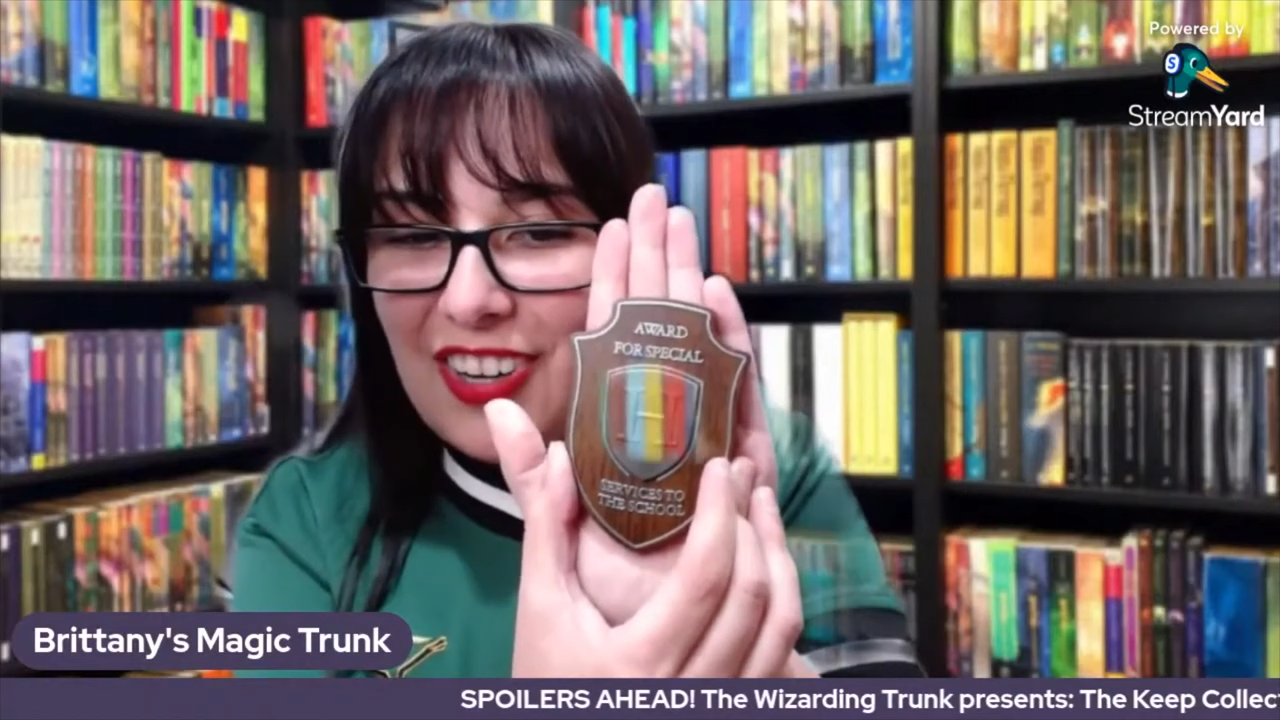 Powered by
StreamYard
AWARD
FOR SPECIAL
SERVICES TO
THE SCHOOL
Brittany's Magic Trunk
SPOILERS AHEAD! The Wizarding Trunk presents: The Keep Collec